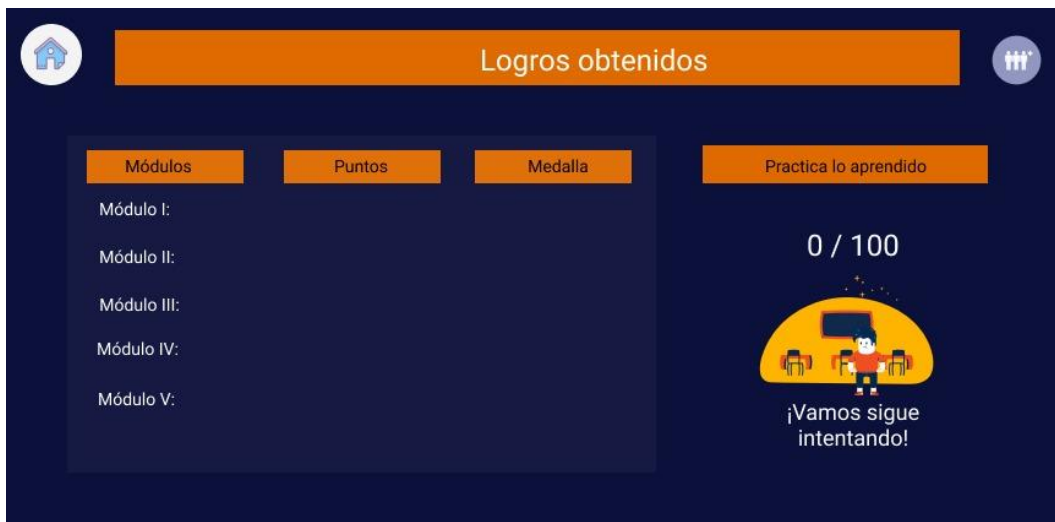 Logros obtenidos
Módulos
Puntos
Medalla
Módulo I:
Módulo II:
Módulo III:
Módulo IV:
Módulo V:
Practica lo aprendido
0 / 100
¡Vamos sigue
intentando!